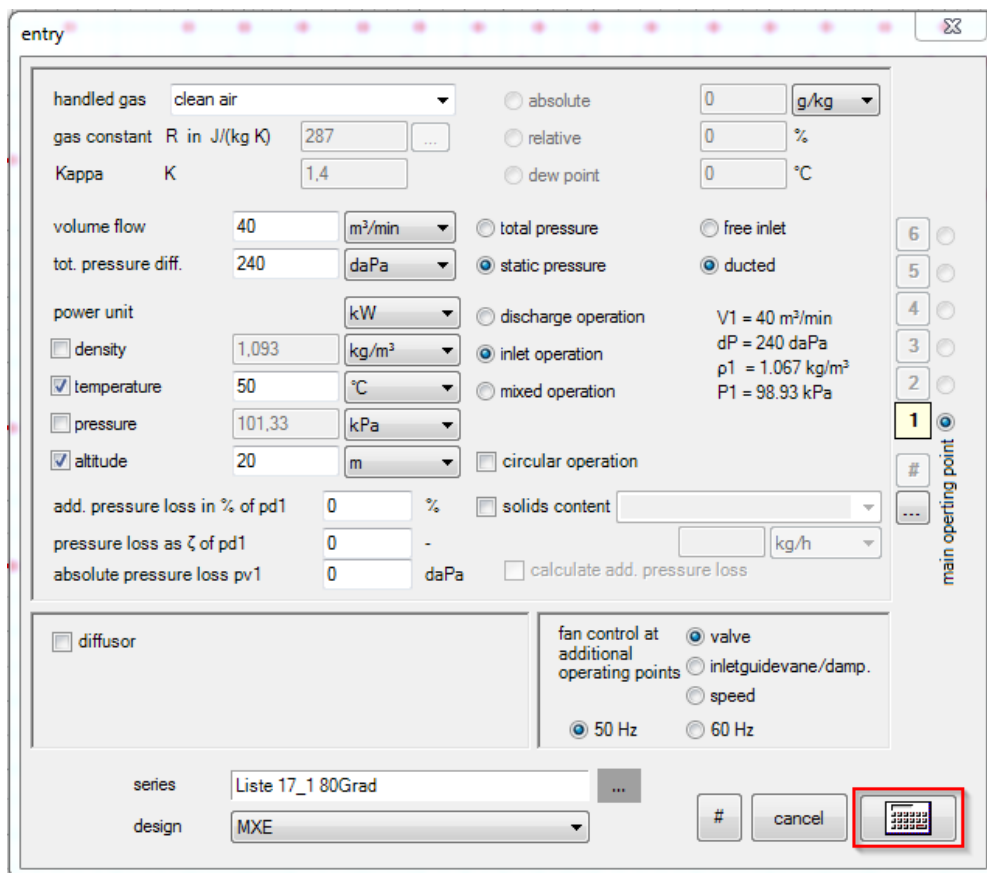 entry
handled gas clean air absolute 0 g/kg
gas constant R in J/(kg K) 287 ... relative 0 %
Kappa K 1,4 dew point 0 °C
volume flow 40 m³/min total pressure free inlet 6
tot. pressure diff. 240 daPa static pressure ducted 5
power unit kW discharge operation V1 = 40 m³/min 4
density 1,093 kg/m³ inlet operation dP = 240 daPa 3
ρ1 = 1.067 kg/m³
temperature 50 °C mixed operation P1 = 98.93 kPa 2
pressure 101,33 kPa 1
altitude 20 m circular operation #
add. pressure loss in % of pd1 0 % solids content ...
pressure loss as ζ of pd1 0 - kg/h
absolute pressure loss pv1 0 daPa calculate add. pressure loss
main operting point
diffusor
fan control at valve
additional
operating points inletguidevane/damp.
speed
50 Hz 60 Hz
series Liste 17_1 80Grad ...
design MXE # cancel